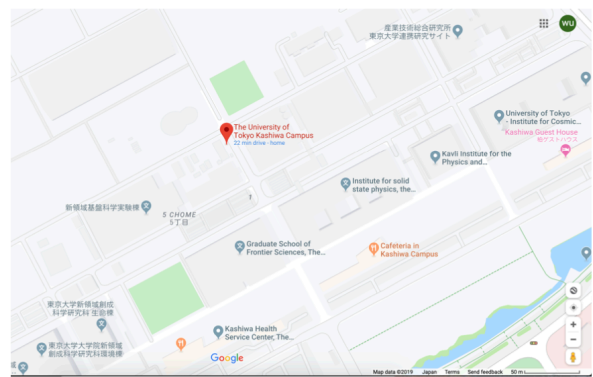 産業技術総合研究所
東京大学連携研究サイト
WU
The University of
Tokyo Kashiwa Campus
22 min drive - home
University of Tokyo
- Institute for Cosmic...
Kashiwa Guest House
柏ゲストハウス
Kavli Institute for the
Physics and...
Institute for solid
state physics, the...
新領域基盤科学実験棟
5 CHOME
5丁目
Graduate School of
Frontier Sciences, The...
Cafeteria in
Kashiwa Campus
東京大学新領域創成
科学研究科 生命棟
Kashiwa Health
Service Center, The...
東京大学大学院新領域
創成科学研究科環境棟
Google
Map data ©2019 Japan Terms Send feedback 50 m